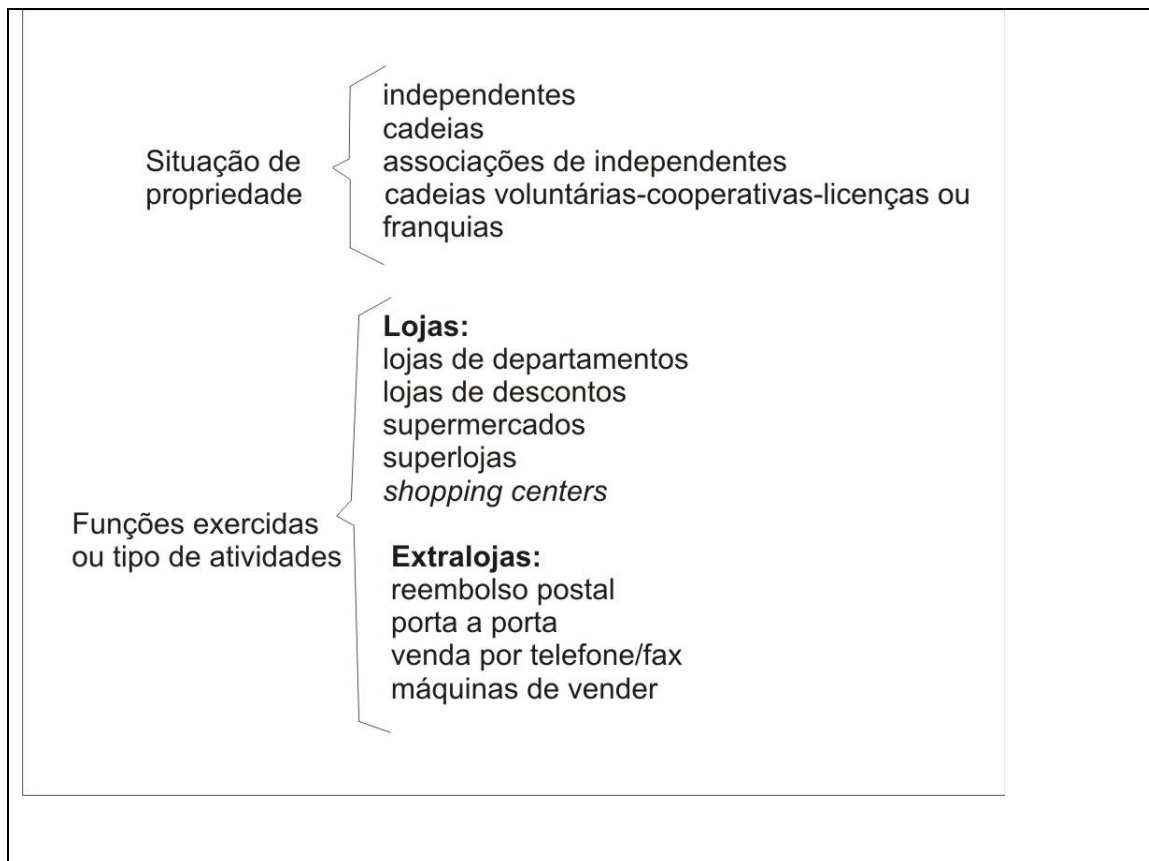 Situação de
propriedade
independentes
cadeias
associações de independentes
cadeias voluntárias-cooperativas-licenças ou
franquias
Funções exercidas
ou tipo de atividades
Lojas:
lojas de departamentos
lojas de descontos
supermercados
superlojas
shopping centers
Extralojas:
reembolso postal
porta a porta
venda por telefone/fax
máquinas de vender